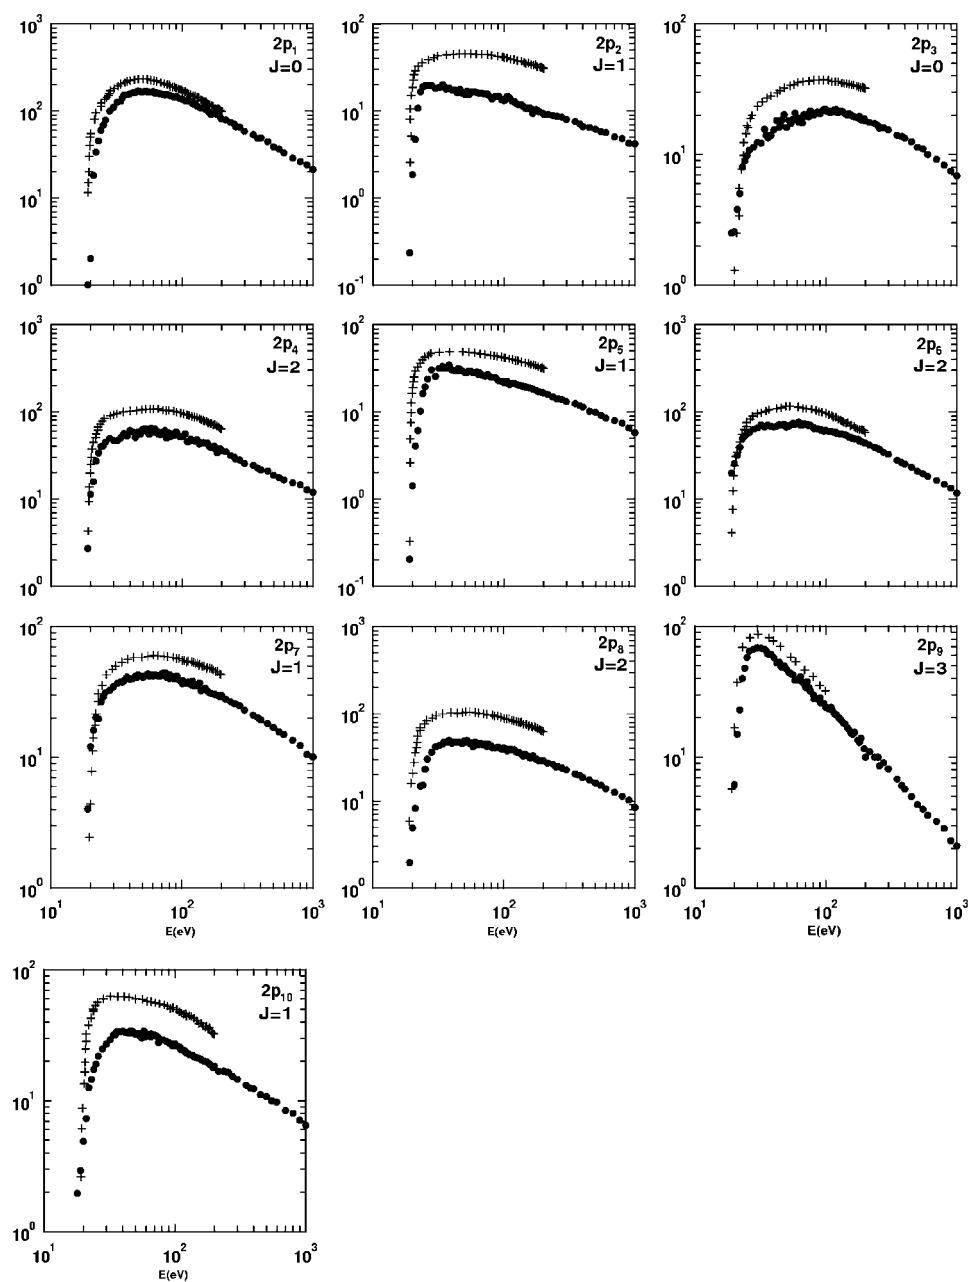 10³ 10³... 2p₁ J=0
10² 10¹ 10⁰
10² 2p₂ J=1
10¹ 10⁰ 10⁻¹
10² 2p₃ J=0
10¹ 10⁰
10³ 2p₄ J=2
10² 10¹ 10⁰
10² 2p₅ J=1
10¹ 10⁰ 10⁻¹
10³ 2p₆ J=2
10² 10¹ 10⁰
10² 2p₇ J=1
10¹ 10⁰
10¹ 10² 10³
E(eV)
10³ 2p₈ J=2
10² 10¹ 10⁰
10¹ 10² 10³
E(eV)
10² 2p₉ J=3
10¹ 10⁰
10¹ 10² 10³
E(eV)
10² 2p₁₀ J=1
10¹ 10⁰
10¹ 10² 10³
E(eV)